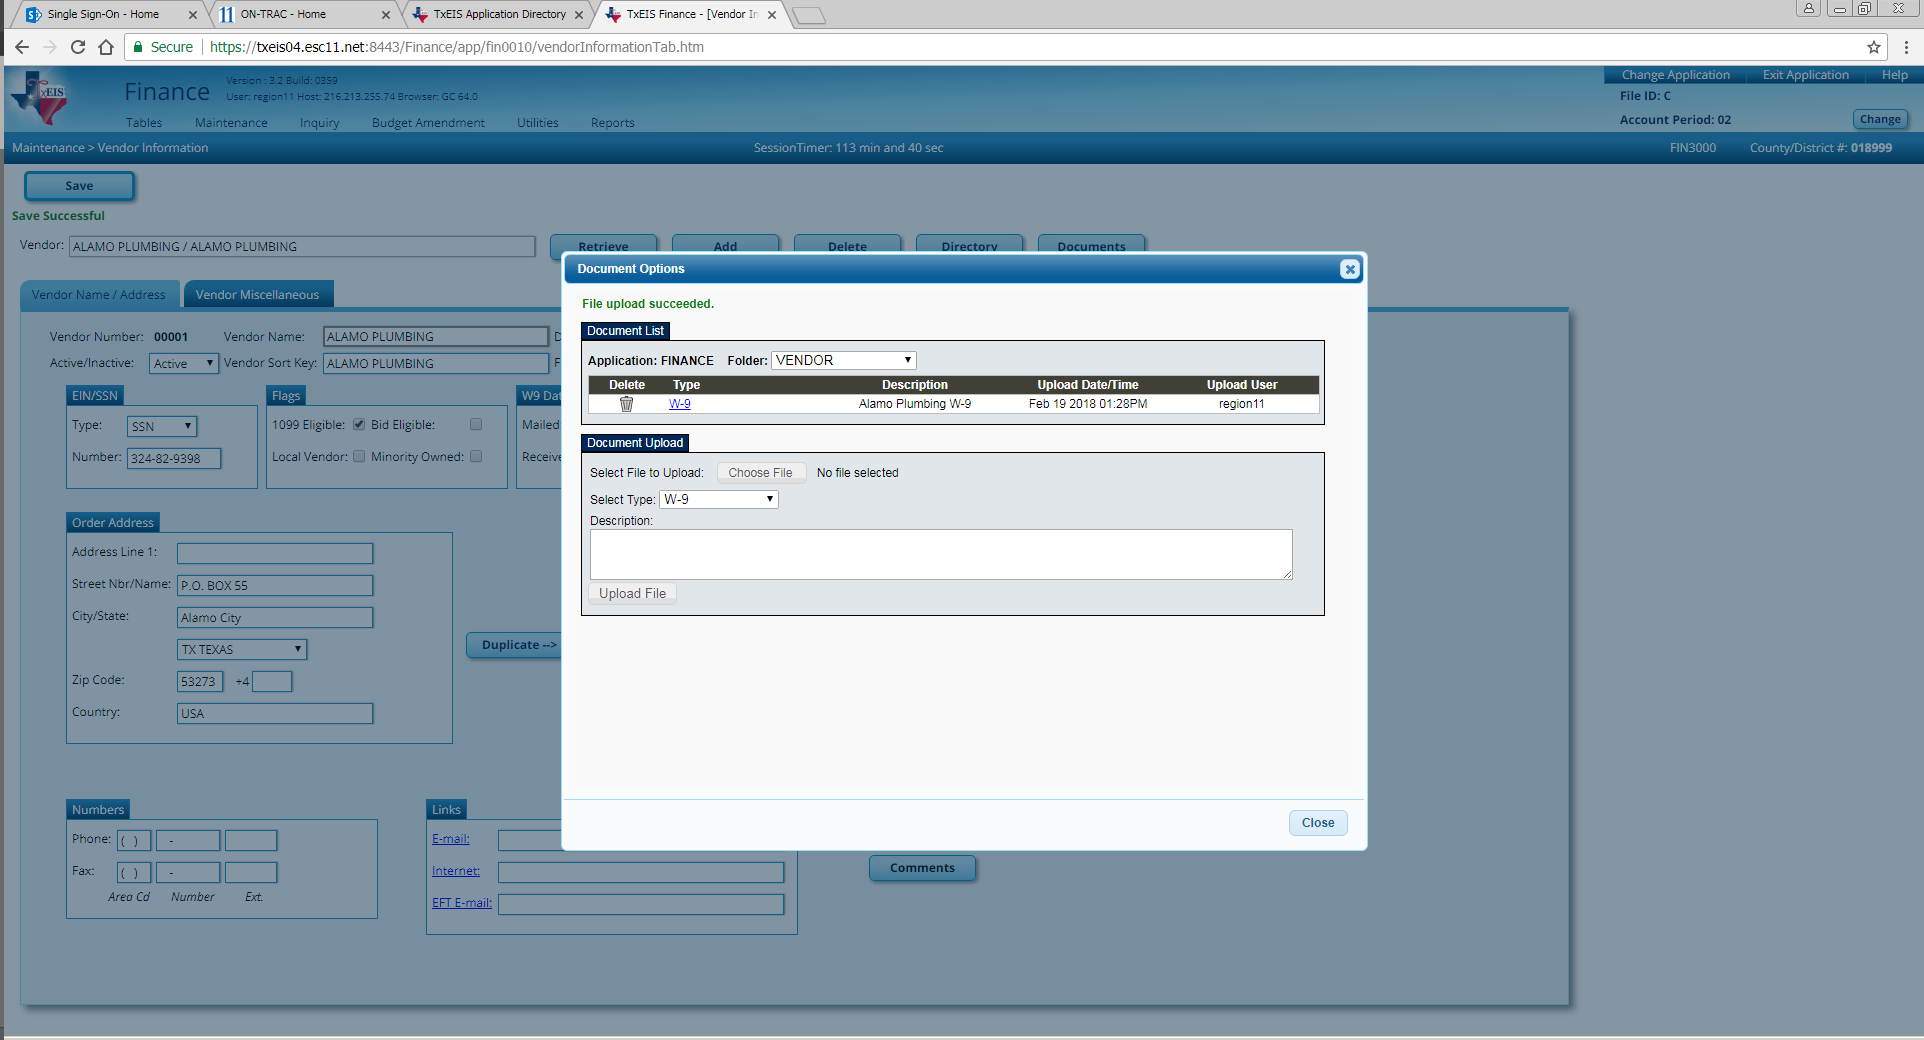 Single Sign-On - Home
11 ON-TRAC - Home
TxEIS Application Directory
TxEIS Finance - [Vendor In
Secure https://txeis04.esc11.net:8443/Finance/app/fin0010/vendorInformationTab.htm
TxEIS
Finance
Version : 3.2 Build: 0359
User: region11 Host: 216.213.255.74 Browser: GC 64.0
Change Application Exit Application Help
File ID: C
Account Period: 02 Change
Tables Maintenance Inquiry Budget Amendment Utilities Reports
Maintenance > Vendor Information SessionTimer: 113 min and 40 sec FIN3000 County/District #: 018999
Save
Save Successful
Vendor: ALAMO PLUMBING / ALAMO PLUMBING Retrieve Add Delete Directory Documents
Vendor Name / Address Vendor Miscellaneous
Vendor Number: 00001 Vendor Name: ALAMO PLUMBING D
Active/Inactive: Active Vendor Sort Key: ALAMO PLUMBING F
EIN/SSN Flags W9 Dat
Type: SSN 1099 Eligible: Bid Eligible: Mailed
Number: 324-82-9398 Local Vendor: Minority Owned: Receive
Order Address
Address Line 1:
Street Nbr/Name: P.O. BOX 55
City/State: Alamo City
TX TEXAS
Duplicate -->
Zip Code: 53273 +4
Country: USA
Numbers
Phone: ( ) -
Fax: ( ) -
Area Cd Number Ext.
Links
E-mail:
Internet:
EFT E-mail:
Comments
Document Options
File upload succeeded.
Document List
Application: FINANCE Folder: VENDOR
Delete Type Description Upload Date/Time Upload User
W-9 Alamo Plumbing W-9 Feb 19 2018 01:28PM region11
Document Upload
Select File to Upload: Choose File No file selected
Select Type: W-9
Description:
Upload File
Close